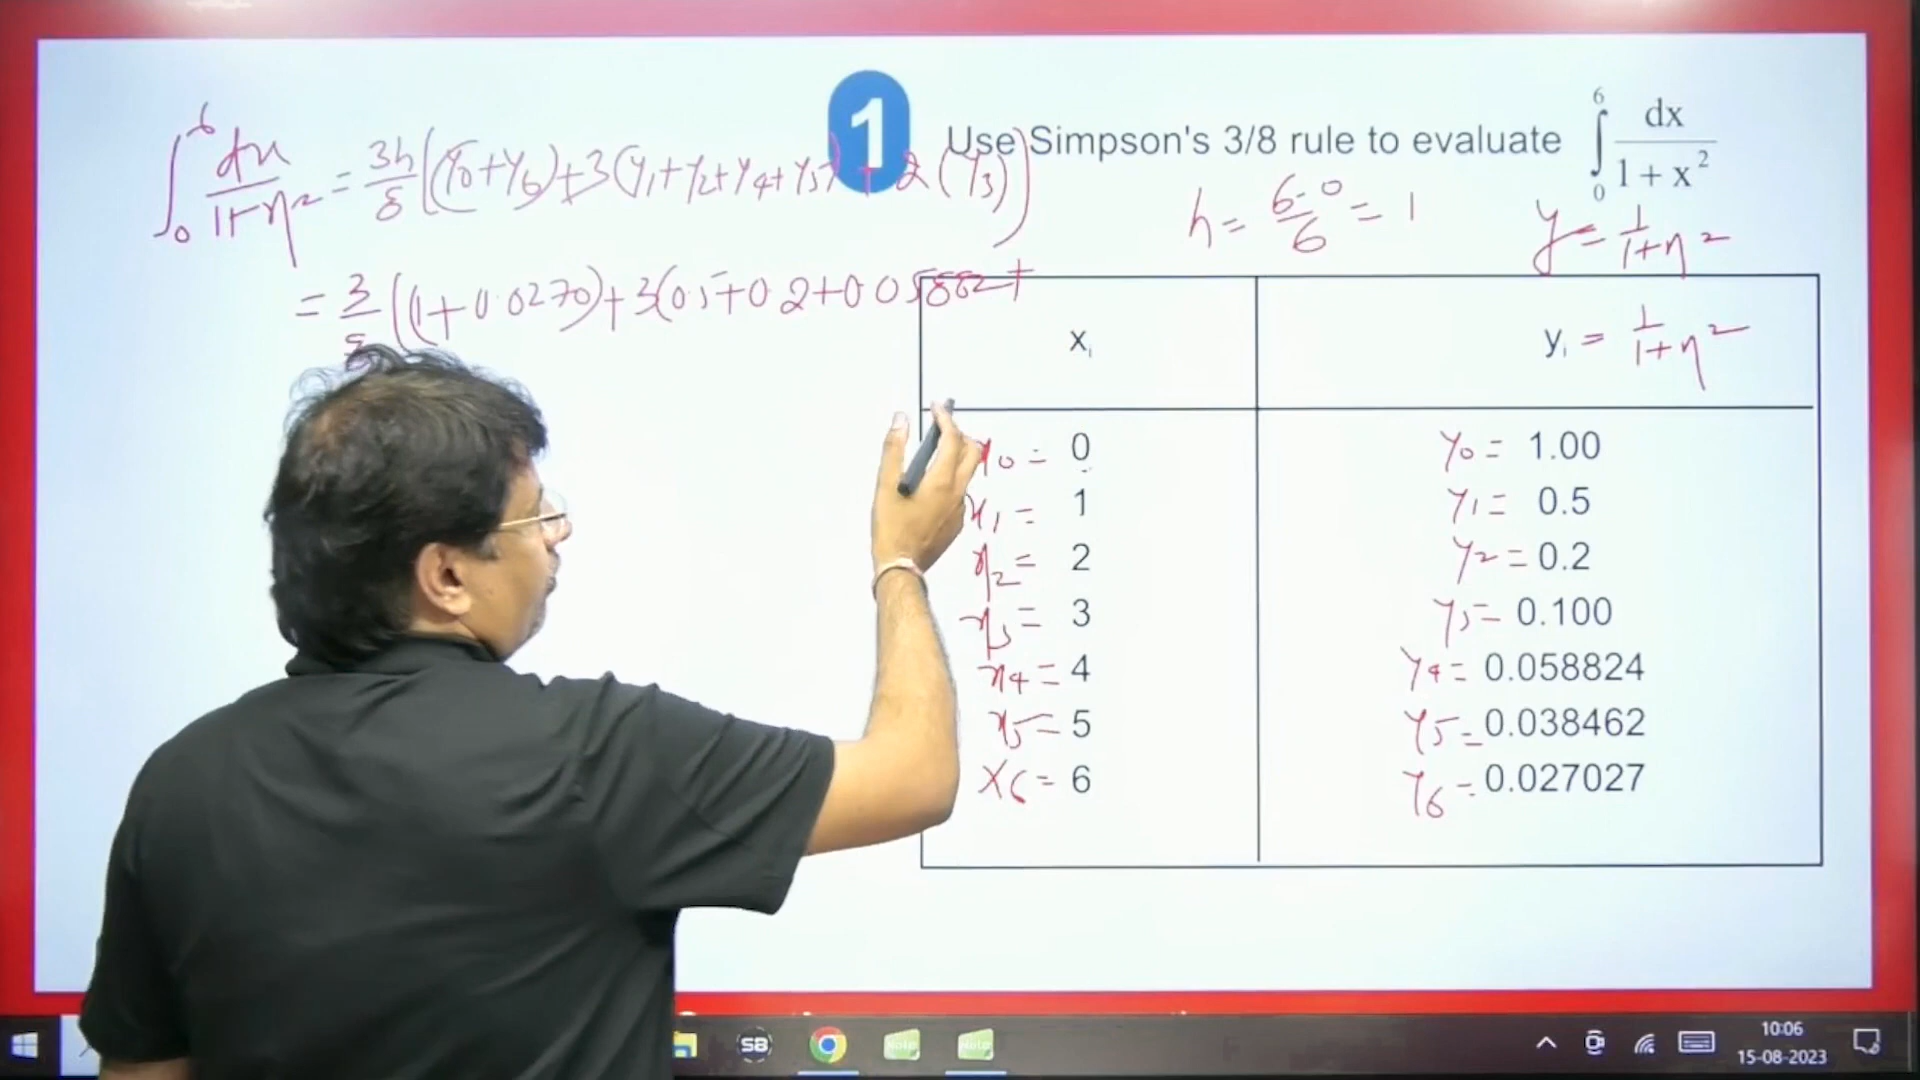 1 Use Simpson's 3/8 rule to evaluate ∫₀⁶ dx/(1 + x²)
∫₀⁶ dx/(1+x²) = 3h/8 ((y0+y6)+3(y1+y2+y4+y5)+2(y3))
h = (6-0)/6 = 1
y = 1/(1+x²)
= 3/8 ((1+0.0270)+3(0.5+0.2+0.05882+
xᵢ yᵢ = 1/(1+x²)
x0 = 0 y0 = 1.00
x1 = 1 y1 = 0.5
x2 = 2 y2 = 0.2
x3 = 3 y3 = 0.100
x4 = 4 y4 = 0.058824
x5 = 5 y5 = 0.038462
x6 = 6 y6 = 0.027027
SB
10:06
15-08-2023